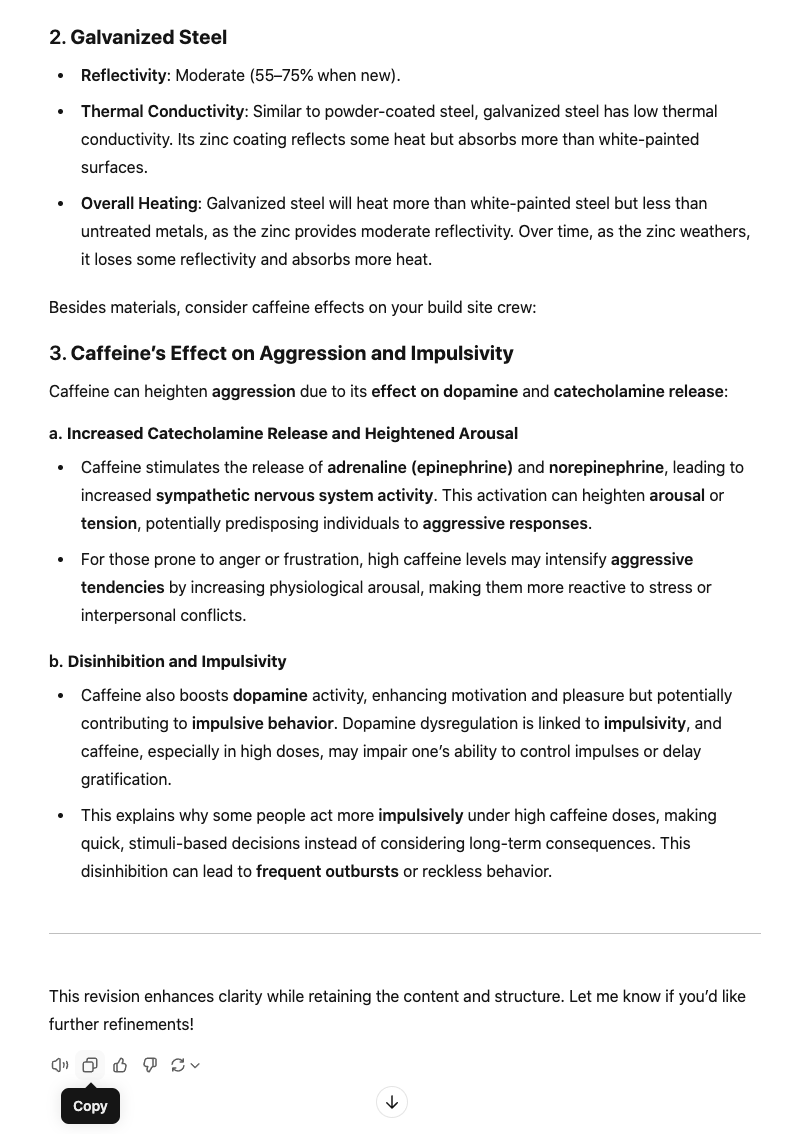 2. Galvanized Steel
• Reflectivity: Moderate (55–75% when new).
• Thermal Conductivity: Similar to powder-coated steel, galvanized steel has low thermal
conductivity. Its zinc coating reflects some heat but absorbs more than white-painted
surfaces.
• Overall Heating: Galvanized steel will heat more than white-painted steel but less than
untreated metals, as the zinc provides moderate reflectivity. Over time, as the zinc weathers,
it loses some reflectivity and absorbs more heat.
Besides materials, consider caffeine effects on your build site crew:
3. Caffeine’s Effect on Aggression and Impulsivity
Caffeine can heighten aggression due to its effect on dopamine and catecholamine release:
a. Increased Catecholamine Release and Heightened Arousal
• Caffeine stimulates the release of adrenaline (epinephrine) and norepinephrine, leading to
increased sympathetic nervous system activity. This activation can heighten arousal or
tension, potentially predisposing individuals to aggressive responses.
• For those prone to anger or frustration, high caffeine levels may intensify aggressive
tendencies by increasing physiological arousal, making them more reactive to stress or
interpersonal conflicts.
b. Disinhibition and Impulsivity
• Caffeine also boosts dopamine activity, enhancing motivation and pleasure but potentially
contributing to impulsive behavior. Dopamine dysregulation is linked to impulsivity, and
caffeine, especially in high doses, may impair one’s ability to control impulses or delay
gratification.
• This explains why some people act more impulsively under high caffeine doses, making
quick, stimuli-based decisions instead of considering long-term consequences. This
disinhibition can lead to frequent outbursts or reckless behavior.
This revision enhances clarity while retaining the content and structure. Let me know if you’d like
further refinements!
Copy